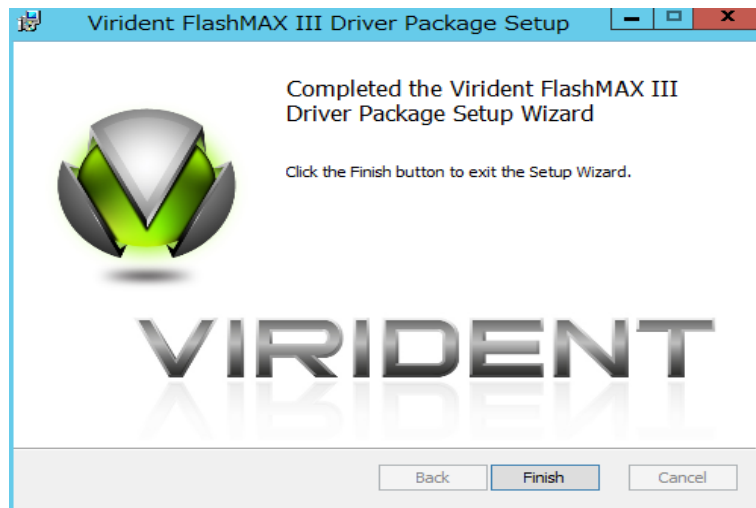 Virident FlashMAX III Driver Package Setup
Completed the Virident FlashMAX III
Driver Package Setup Wizard
Click the Finish button to exit the Setup Wizard.
VIRIDENT
Back Finish Cancel